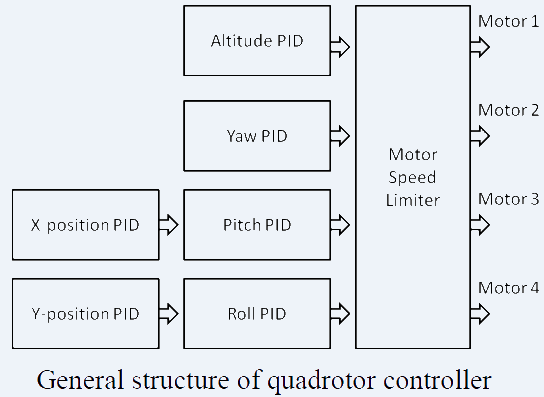 Altitude PID
Motor 1
Yaw PID
Motor 2
Motor
Speed
Limiter
X position PID
Pitch PID
Motor 3
Y-position PID
Roll PID
Motor 4
General structure of quadrotor controller